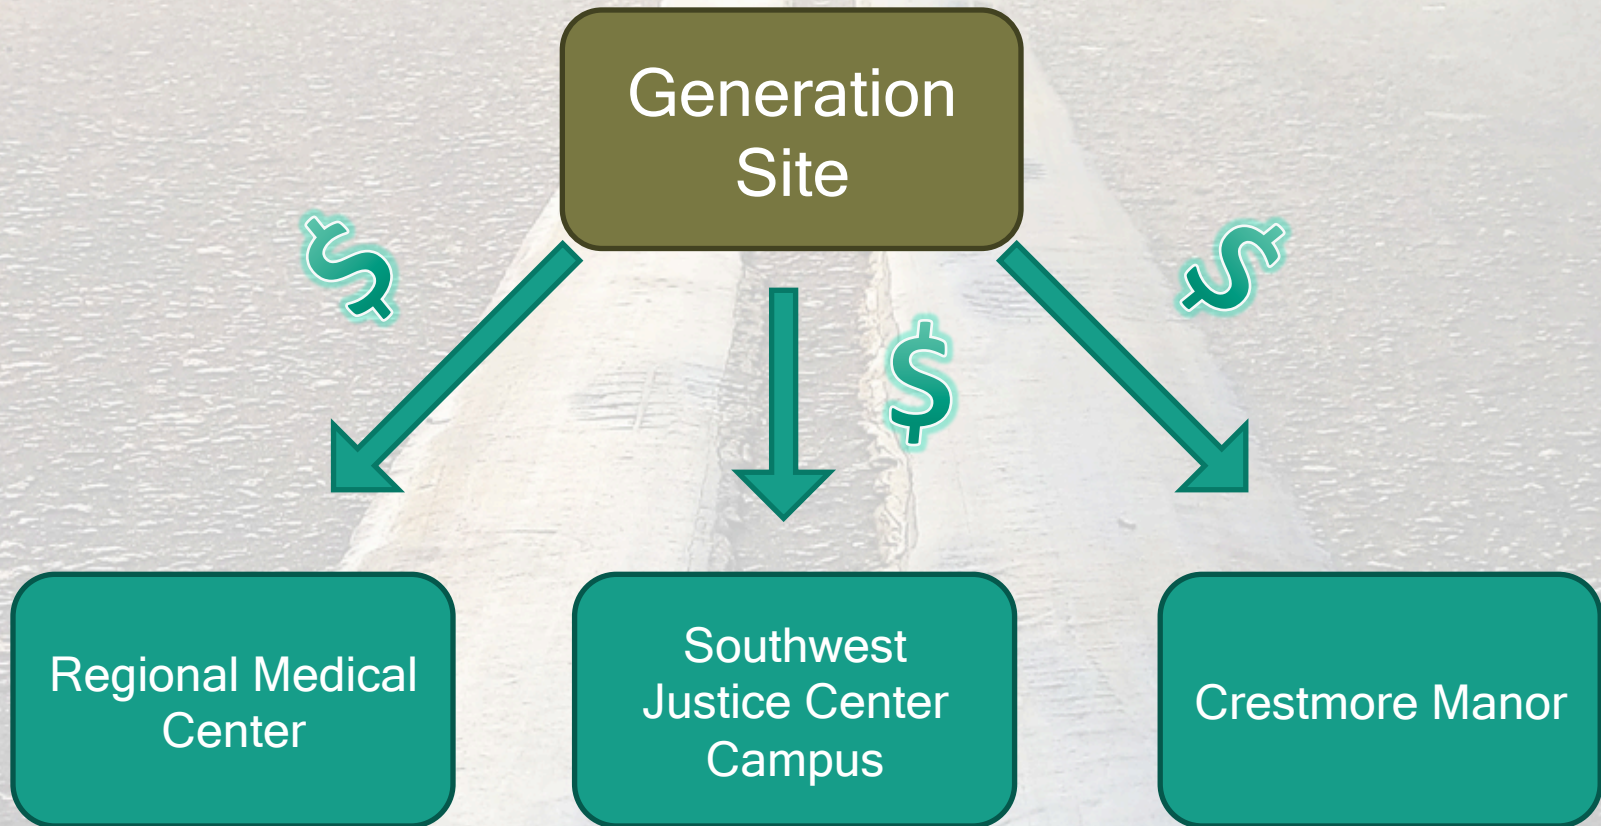 Generation
Site
$
$
$
Regional Medical
Center
Southwest
Justice Center
Campus
Crestmore Manor